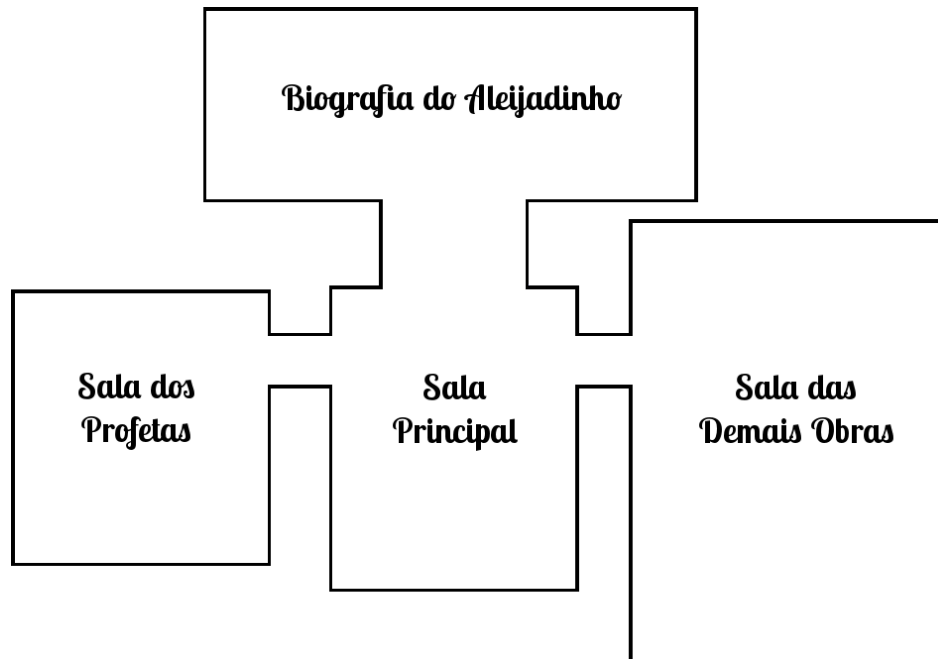 Biografia do Aleijadinho
Sala dos
Profetas
Sala
Principal
Sala das
Demais Obras